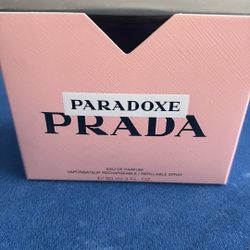 PARADOXE
PRADA
EAU DE PARFUM
VAPORISATEUR RECHARGEABLE / REFILLABLE SPRAY
℮ 90 ml 3 FL. OZ.